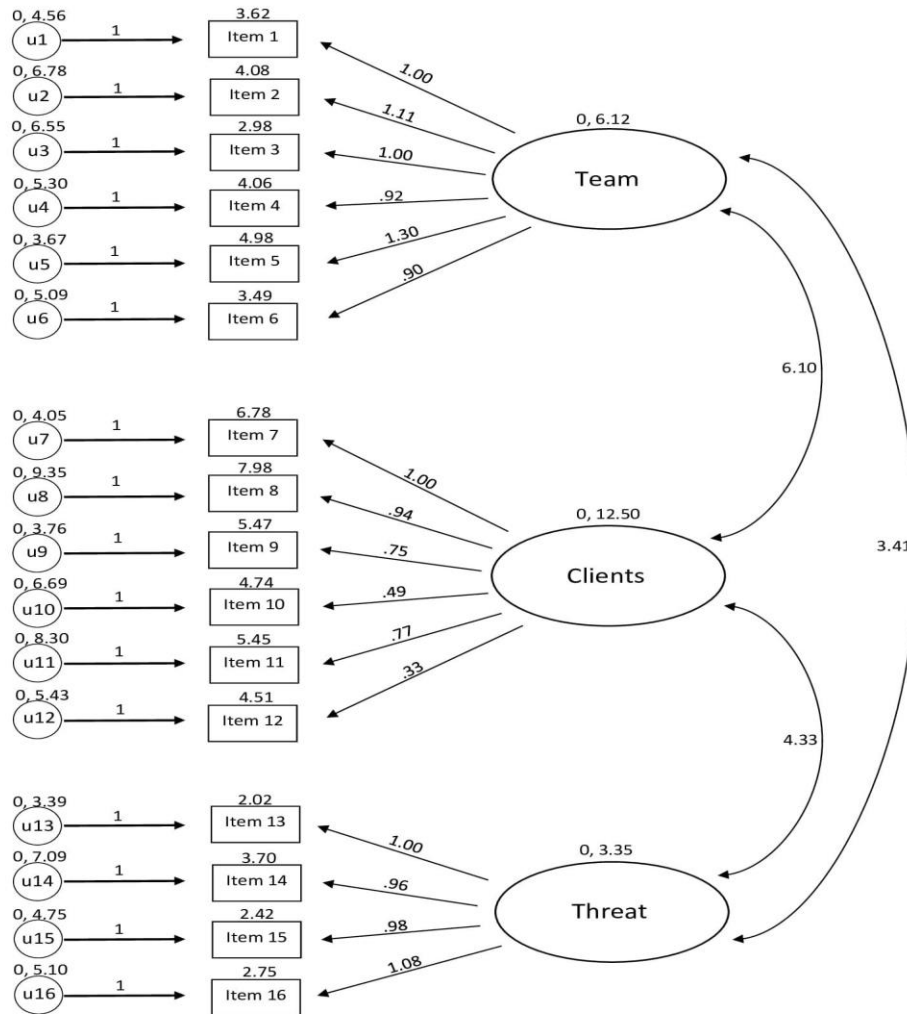 0, 4.56
3.62
u1
1
Item 1
1.00
0, 6.78
4.08
u2
1
Item 2
1.11
0, 6.12
0, 6.55
2.98
u3
1
Item 3
1.00
Team
0, 5.30
4.06
u4
1
Item 4
.92
0, 3.67
4.98
u5
1
Item 5
1.30
0, 5.09
3.49
u6
1
Item 6
.90
6.10
0, 4.05
6.78
u7
1
Item 7
1.00
0, 9.35
7.98
u8
1
Item 8
.94
0, 12.50
0, 3.76
5.47
u9
1
Item 9
.75
3.41
Clients
0, 6.69
4.74
u10
1
Item 10
.49
0, 8.30
5.45
u11
1
Item 11
.77
0, 5.43
4.51
u12
1
Item 12
.33
4.33
0, 3.39
2.02
u13
1
Item 13
1.00
0, 3.35
0, 7.09
3.70
u14
1
Item 14
.96
0, 4.75
2.42
u15
1
Item 15
.98
Threat
0, 5.10
2.75
u16
1
Item 16
1.08